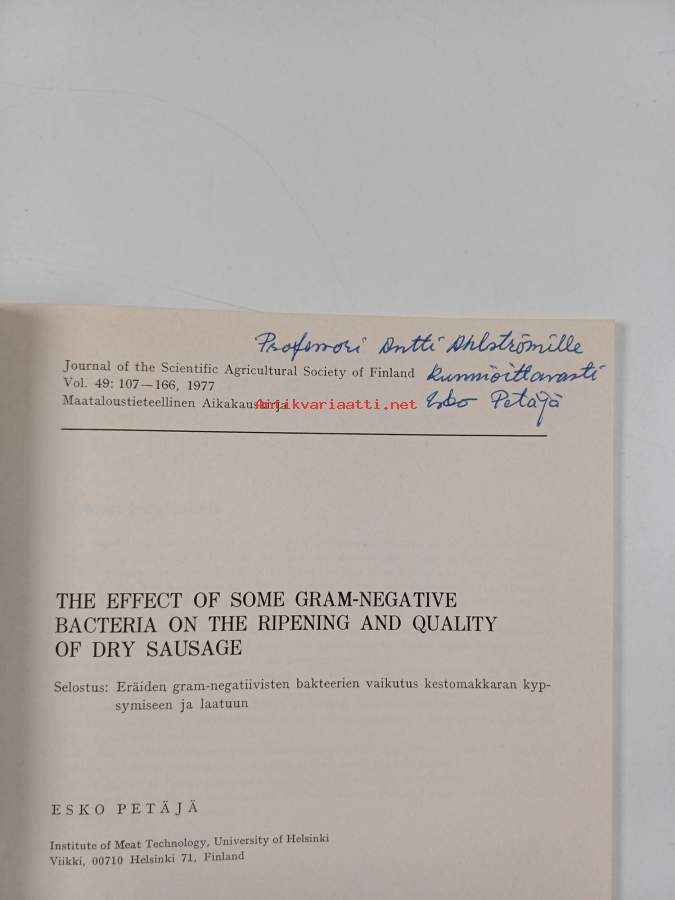 Professori Antti Ahlströmille
kunnioittavasti
Esko Petäjä
Journal of the Scientific Agricultural Society of Finland
Vol. 49: 107—166, 1977
Maataloustieteellinen Aikakauskirja
antikvariaatti.net
THE EFFECT OF SOME GRAM-NEGATIVE
BACTERIA ON THE RIPENING AND QUALITY
OF DRY SAUSAGE
Selostus: Eräiden gram-negatiivisten bakteerien vaikutus kestomakkaran kyp-
symiseen ja laatuun
ESKO PETÄJÄ
Institute of Meat Technology, University of Helsinki
Viikki, 00710 Helsinki 71, Finland